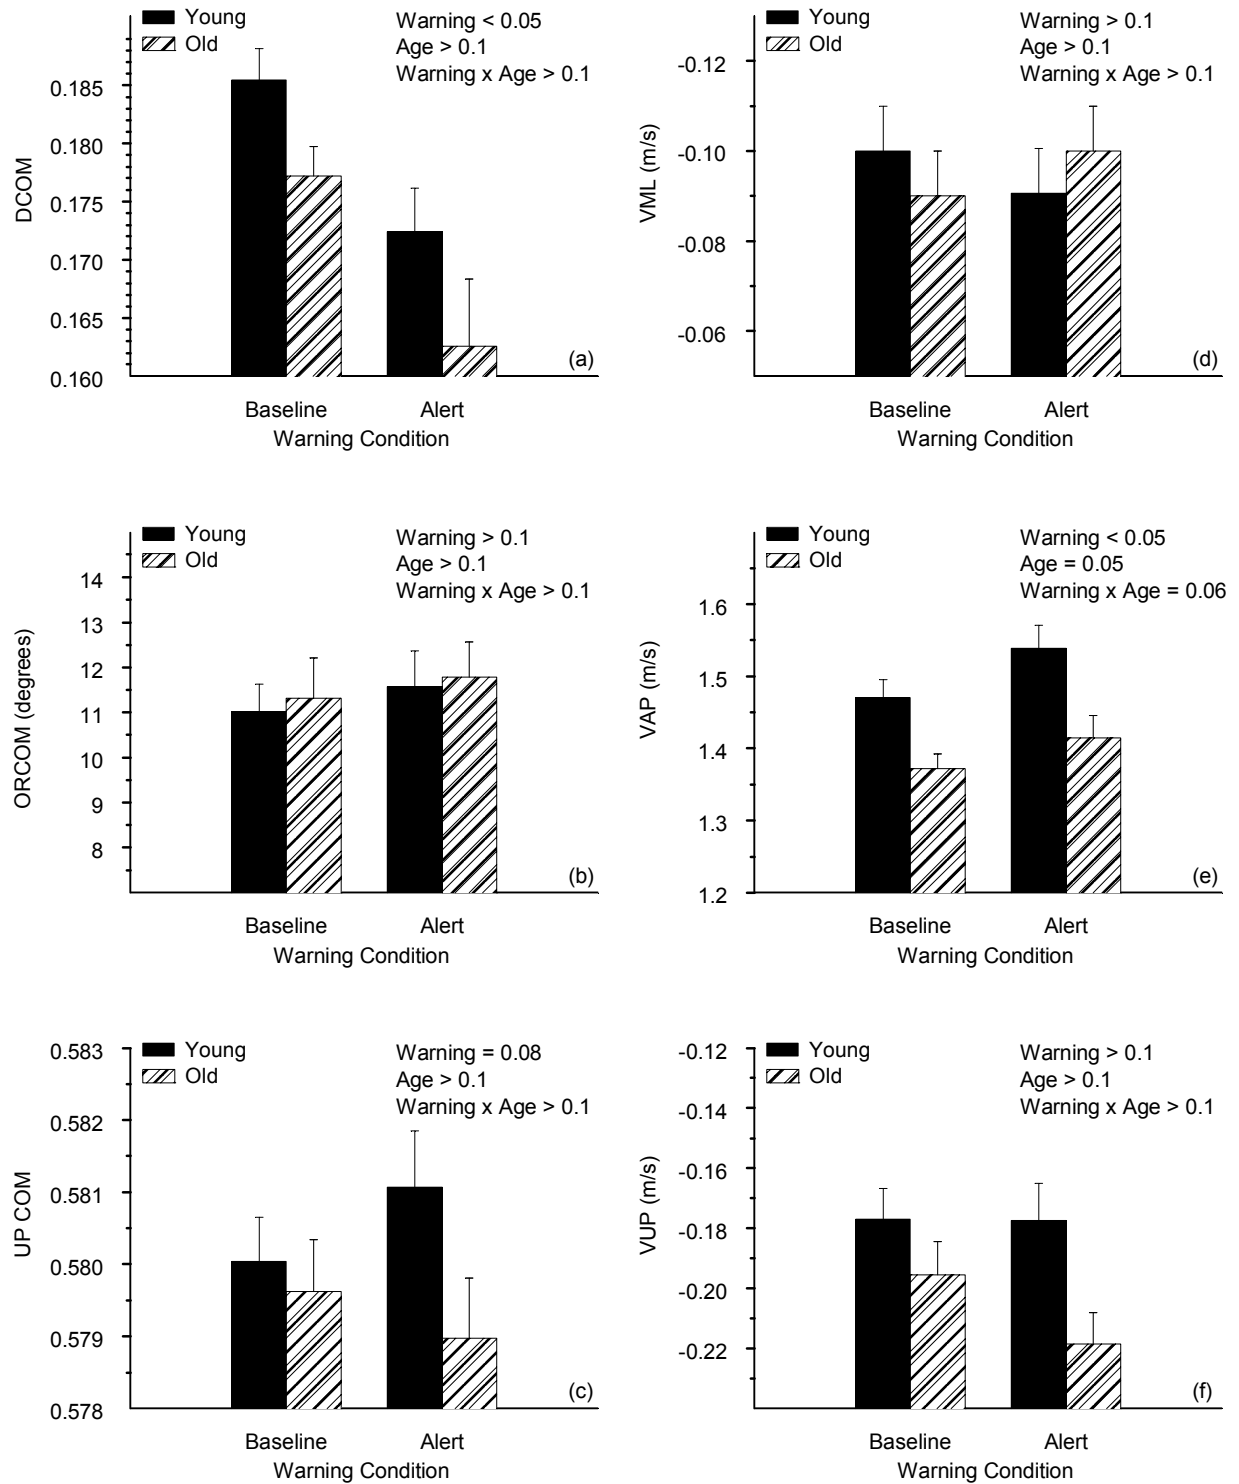 Young
Old
Warning < 0.05
Age > 0.1
Warning x Age > 0.1
0.185
0.180
0.175
0.170
0.165
0.160
DCOM
(a)
Baseline
Alert
Warning Condition
Young
Old
Warning > 0.1
Age > 0.1
Warning x Age > 0.1
-0.12
-0.10
-0.08
-0.06
VML (m/s)
(d)
Baseline
Alert
Warning Condition
Young
Old
Warning > 0.1
Age > 0.1
Warning x Age > 0.1
14
13
12
11
10
9
8
ORCOM (degrees)
(b)
Baseline
Alert
Warning Condition
Young
Old
Warning < 0.05
Age = 0.05
Warning x Age = 0.06
1.6
1.5
1.4
1.3
1.2
VAP (m/s)
(e)
Baseline
Alert
Warning Condition
Young
Old
Warning = 0.08
Age > 0.1
Warning x Age > 0.1
0.583
0.582
0.581
0.580
0.579
0.578
UP COM
(c)
Baseline
Alert
Warning Condition
Young
Old
Warning > 0.1
Age > 0.1
Warning x Age > 0.1
-0.12
-0.14
-0.16
-0.18
-0.20
-0.22
VUP (m/s)
(f)
Baseline
Alert
Warning Condition